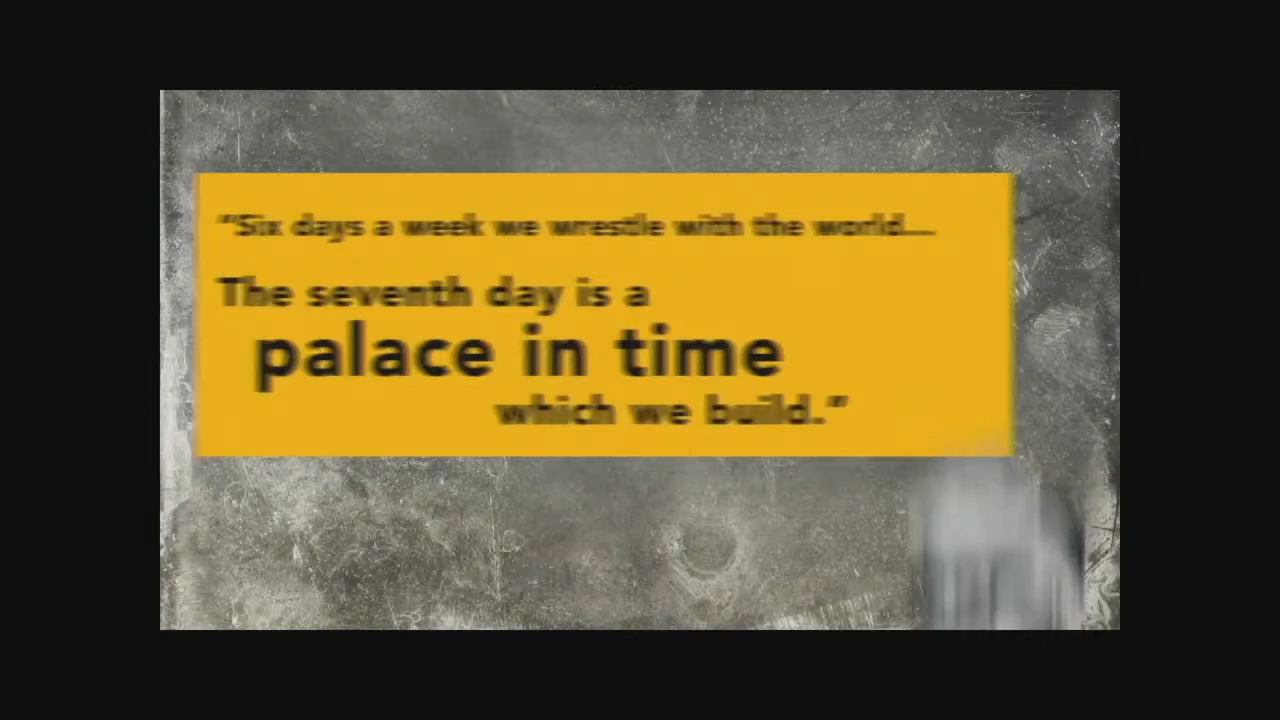 "Six days a week we wrestle with the world...
The seventh day is a
palace in time
which we build."